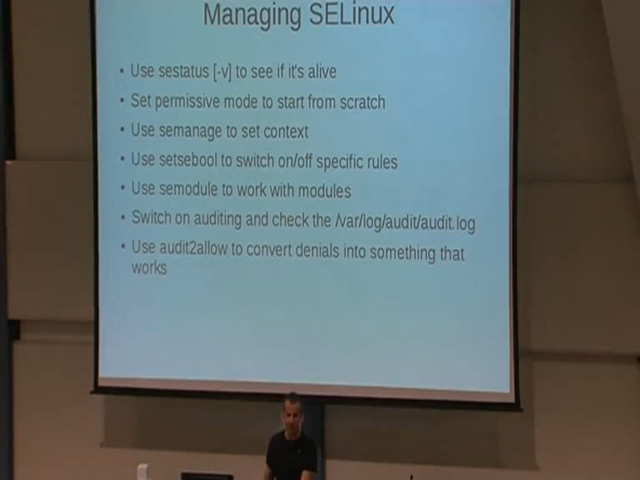 Managing SELinux
• Use sestatus [-v] to see if it's alive
• Set permissive mode to start from scratch
• Use semanage to set context
• Use setsebool to switch on/off specific rules
• Use semodule to work with modules
• Switch on auditing and check the /var/log/audit/audit.log
• Use audit2allow to convert denials into something that
works